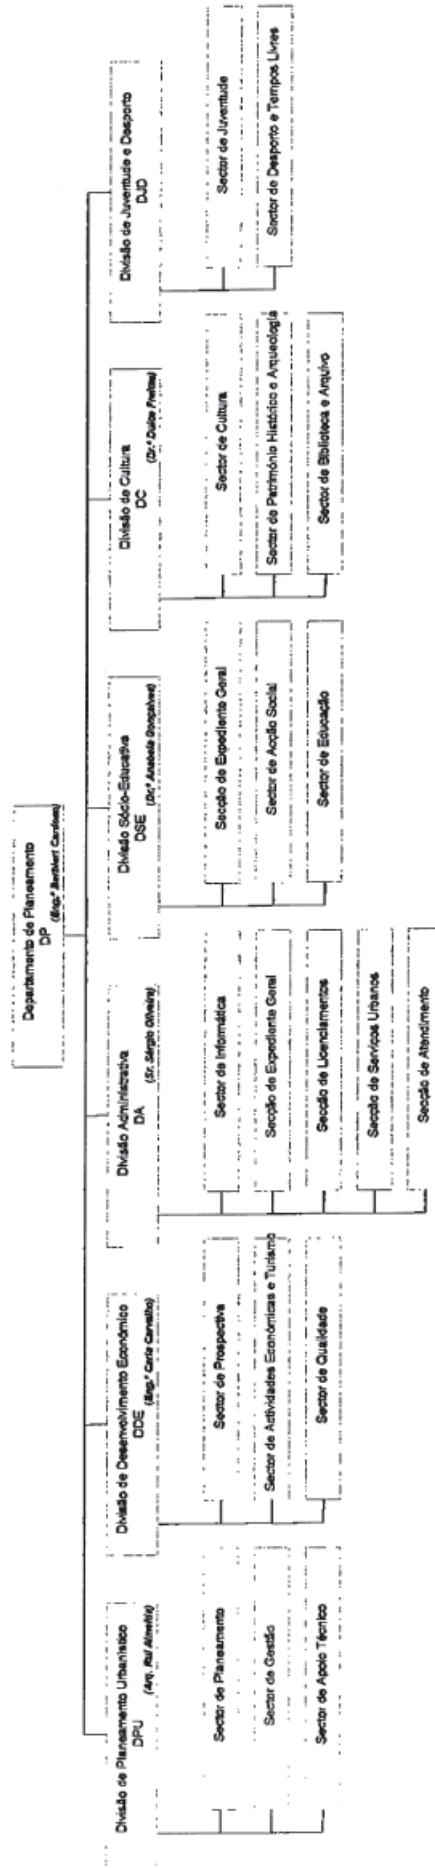 Departamento de Planeamento
DP
(Eng.º Barbieri Cardoso)
Divisão de Planeamento Urbanístico
DPU
(Arq. Rui Almeida)
Sector de Planeamento
Sector de Gestão
Sector de Apoio Técnico
Divisão de Desenvolvimento Económico
DDE
(Eng.ª Carla Carvalho)
Sector de Prospectiva
Sector de Actividades Económicas e Turismo
Sector de Qualidade
Divisão Administrativa
DA
(Sr. Sérgio Oliveira)
Sector de Informática
Secção de Expediente Geral
Secção de Licenciamentos
Secção de Serviços Urbanos
Secção de Atendimento
Divisão Sócio-Educativa
DSE
(Dr.ª Anabela Gonçalves)
Secção de Expediente Geral
Sector de Acção Social
Sector de Educação
Divisão de Cultura
DC
(Dr.ª Dulce Freitas)
Sector de Cultura
Sector de Património Histórico e Arqueologia
Sector de Biblioteca e Arquivo
Divisão de Juventude e Desporto
DJD
Sector de Juventude
Sector de Desporto e Tempos Livres